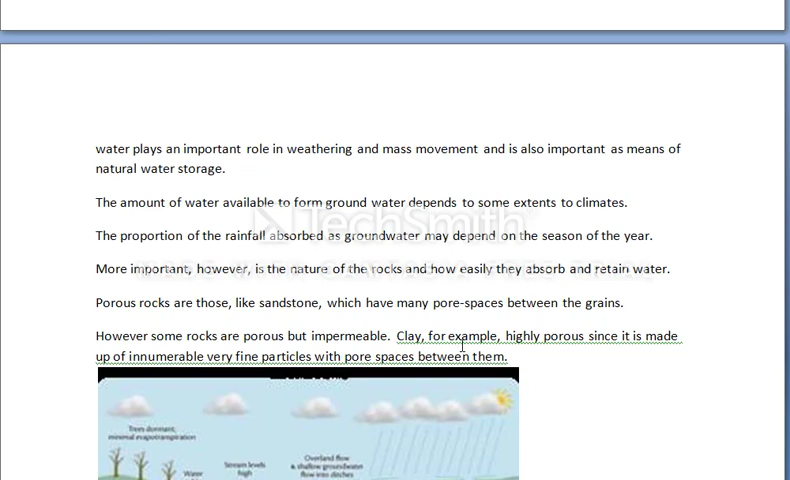 water plays an important role in weathering and mass movement and is also important as means of
natural water storage.
The amount of water available to form ground water depends to some extents to climates.
TechSmith
The proportion of the rainfall absorbed as groundwater may depend on the season of the year.
More important, however, is the nature of the rocks and how easily they absorb and retain water.
Porous rocks are those, like sandstone, which have many pore-spaces between the grains.
However some rocks are porous but impermeable. Clay, for example, highly porous since it is made
up of innumerable very fine particles with pore spaces between them.
Trees dormant;
minimal evapotranspiration
Overland flow
Stream levels
& shallow groundwater
Water
high
flow into ditches